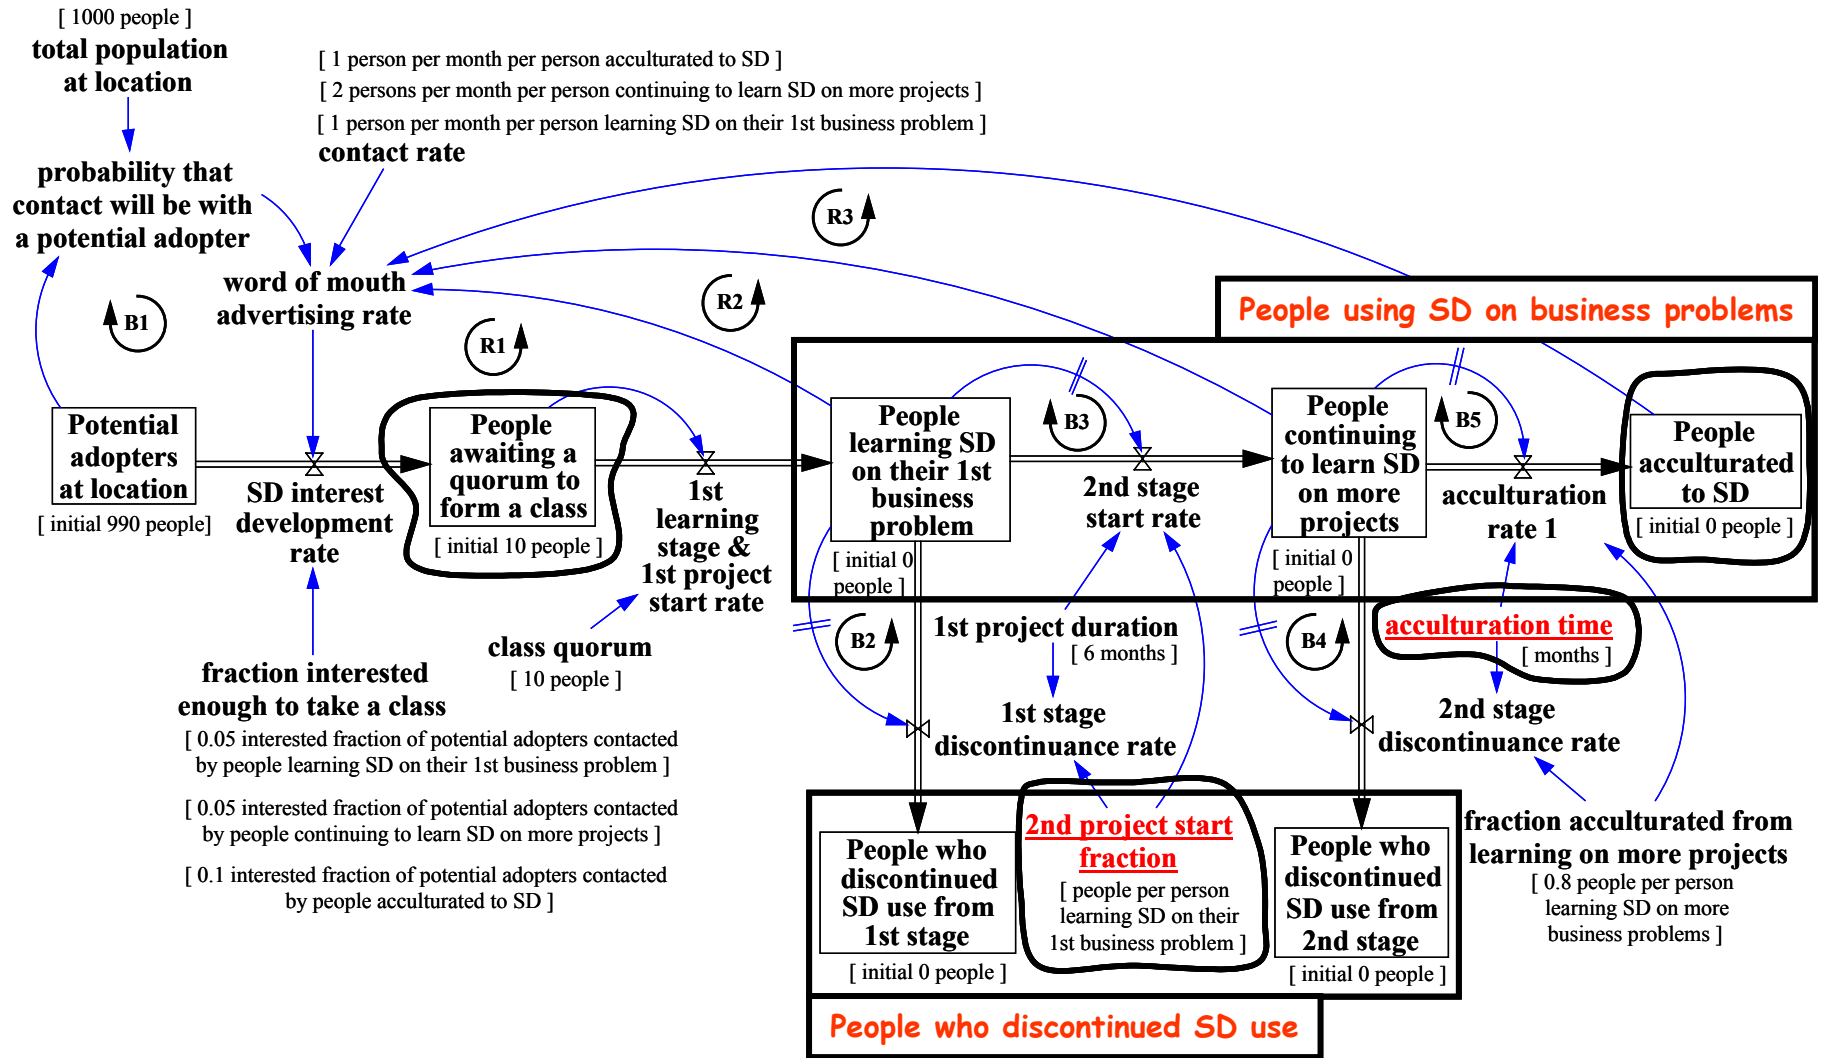 [ 1000 people ]
total population
at location
[ 1 person per month per person acculturated to SD ]
[ 2 persons per month per person continuing to learn SD on more projects ]
[ 1 person per month per person learning SD on their 1st business problem ]
contact rate
probability that
contact will be with
a potential adopter
R3
word of mouth
advertising rate
B1
R1
R2
People using SD on business problems
Potential
adopters
at location
[ initial 990 people]
SD interest
development
rate
People
awaiting a
quorum to
form a class
[ initial 10 people ]
1st
learning
stage &
1st project
start rate
class quorum
[ 10 people ]
People
learning SD
on their 1st
business
problem
[ initial 0
people ]
B3
2nd stage
start rate
People
continuing
to learn SD
on more
projects
[ initial 0
people ]
B5
acculturation
rate 1
People
acculturated
to SD
[ initial 0 people ]
B2
1st project duration
[ 6 months ]
B4
acculturation time
[ months ]
fraction interested
enough to take a class
[ 0.05 interested fraction of potential adopters contacted
by people learning SD on their 1st business problem ]
[ 0.05 interested fraction of potential adopters contacted
by people continuing to learn SD on more projects ]
[ 0.1 interested fraction of potential adopters contacted
by people acculturated to SD ]
1st stage
discontinuance rate
2nd stage
discontinuance rate
People who
discontinued
SD use from
1st stage
[ initial 0 people ]
2nd project start
fraction
[ people per person
learning SD on their
1st business problem ]
People who
discontinued
SD use from
2nd stage
[ initial 0 people ]
fraction acculturated from
learning on more projects
[ 0.8 people per person
learning SD on more
business problems ]
People who discontinued SD use